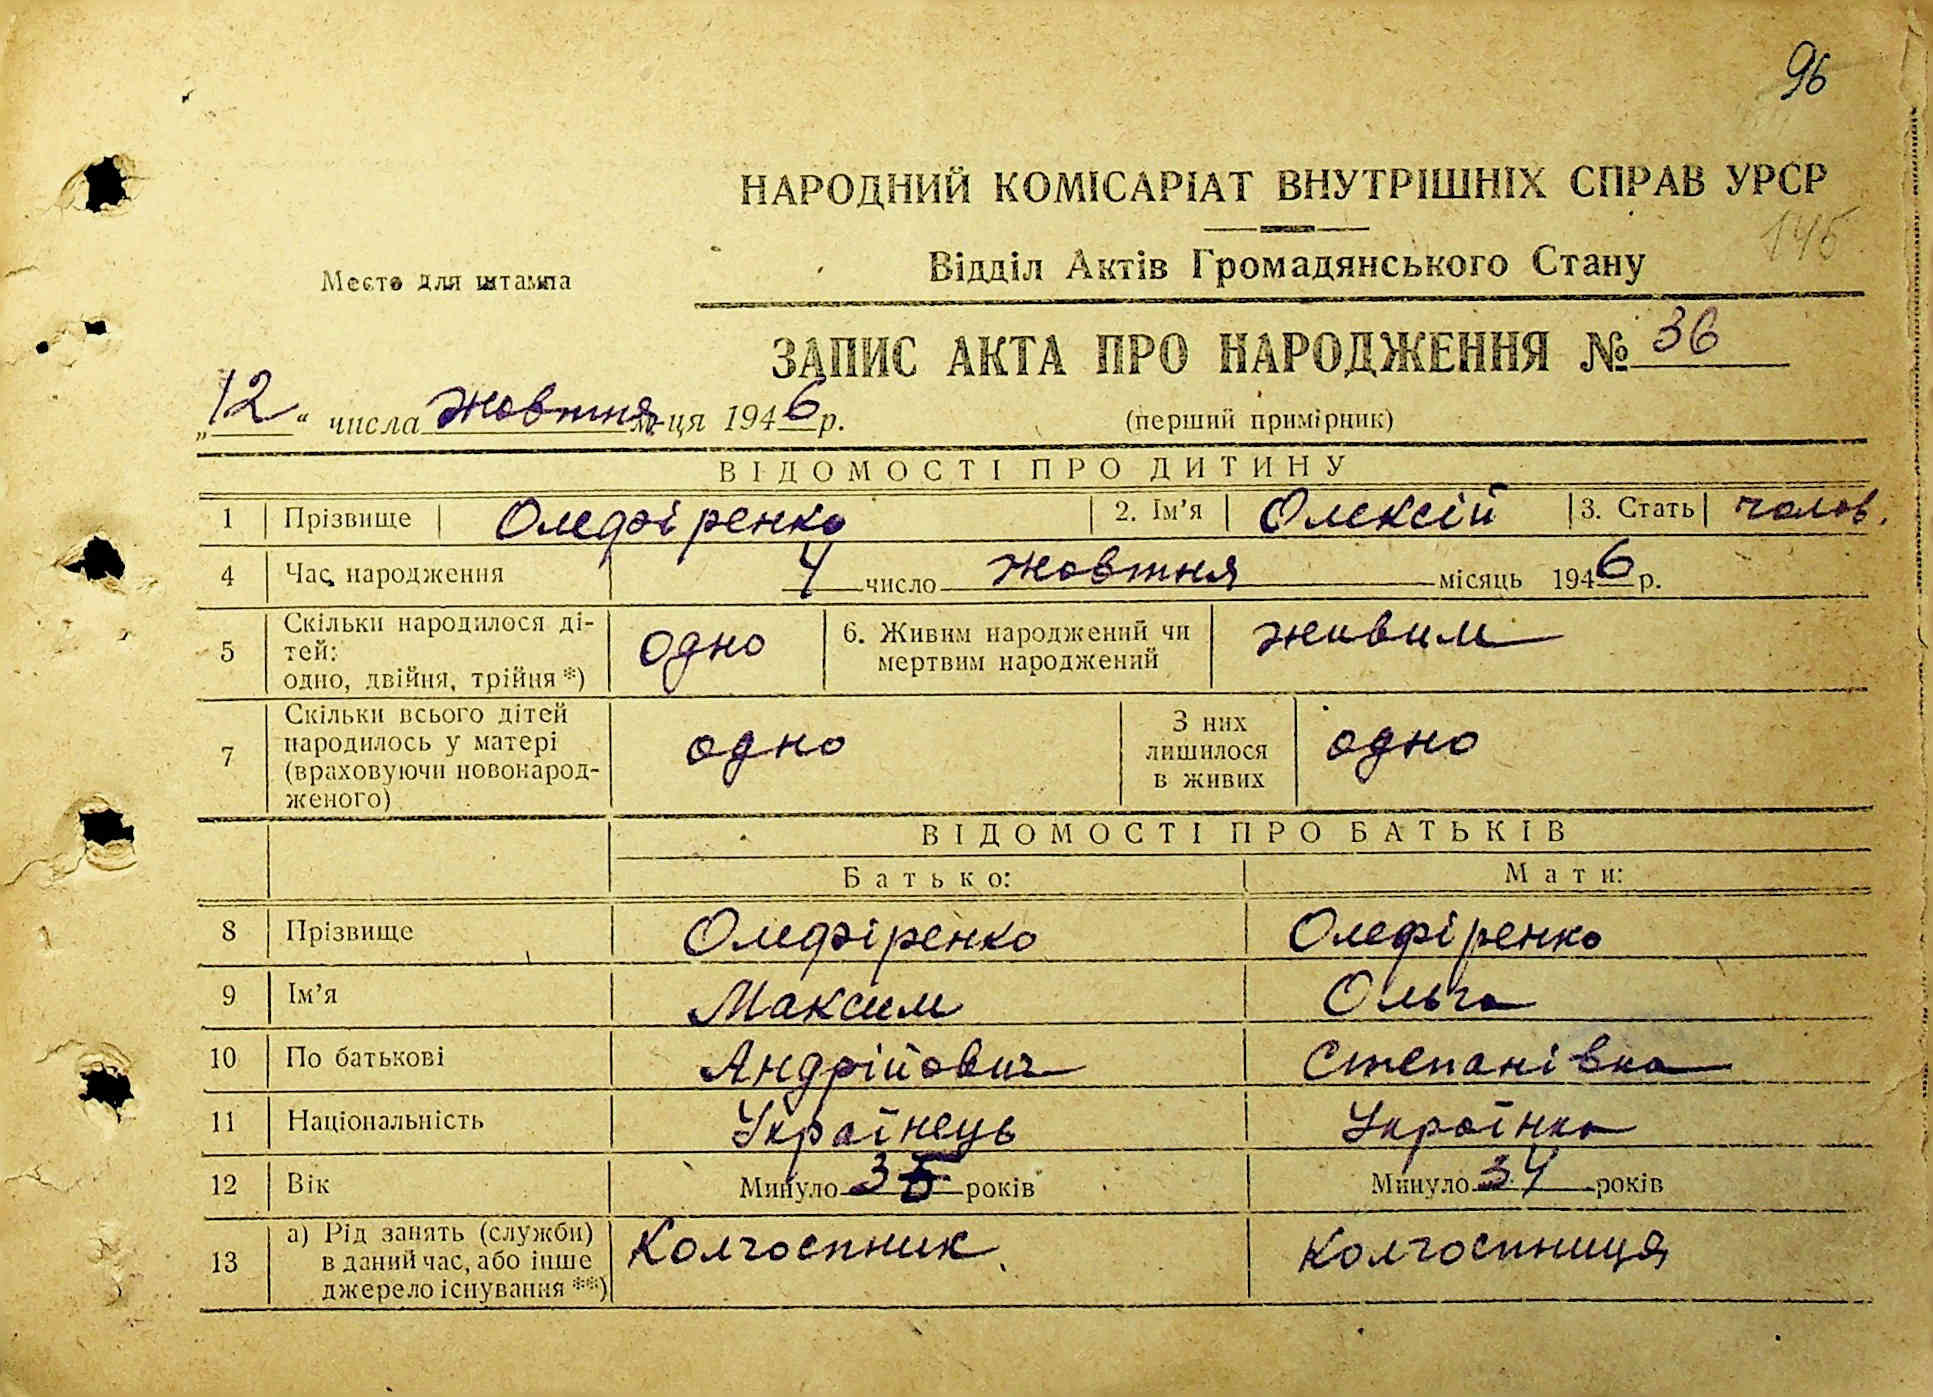 96
НАРОДНИЙ КОМІСАРІАТ ВНУТРІШНІХ СПРАВ УРСР
145
Место для штампа
Відділ Актів Громадянського Стану
ЗАПИС АКТА ПРО НАРОДЖЕННЯ № 36
„12" числа жовтня м-ця 1946 р.
(перший примірник)
ВІДОМОСТІ ПРО ДИТИНУ
1 Прізвище Олефіренко 2. Ім'я Олексій 3. Стать чолов.
4 Час народження 4 число жовтня місяць 1946 р.
5 Скільки народилося ді-
тей:
одно, двійня, трійня *)
одно
6. Живим народжений чи
мертвим народжений
живим
7 Скільки всього дітей
народилось у матері
(враховуючи новонарод-
женого)
одно
З них
лишилося
в живих
одно
ВІДОМОСТІ ПРО БАТЬКІВ
Батько: Мати:
8 Прізвище Олефіренко Олефіренко
9 Ім'я Максим Ольга
10 По батькові Андрійович Степанівна
11 Національність Українець Українка
12 Вік Минуло 35 років Минуло 34 років
13 а) Рід занять (служби)
в даний час, або інше
джерело існування **)
Колгоспник Колгоспниця